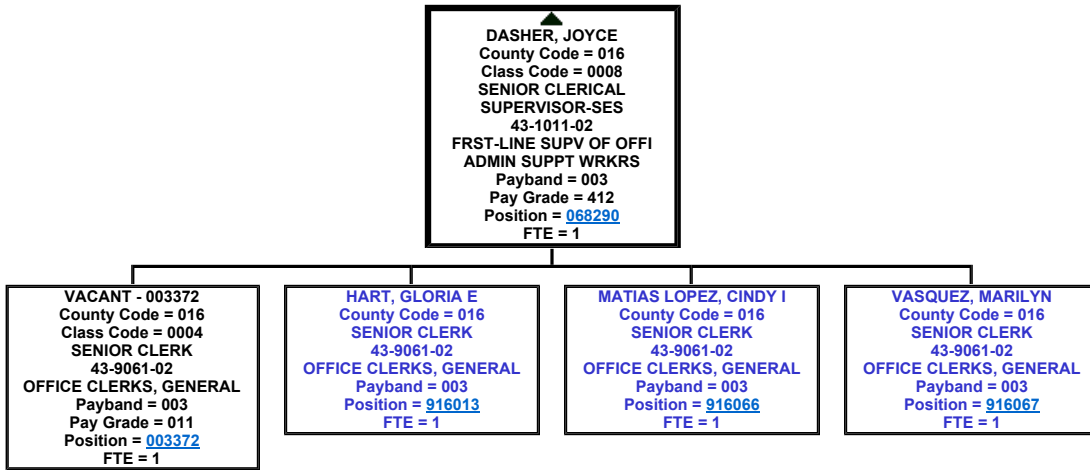 DASHER, JOYCE
County Code = 016
Class Code = 0008
SENIOR CLERICAL
SUPERVISOR-SES
43-1011-02
FRST-LINE SUPV OF OFFI
ADMIN SUPPT WRKRS
Payband = 003
Pay Grade = 412
Position = 068290
FTE = 1
VACANT - 003372
County Code = 016
Class Code = 0004
SENIOR CLERK
43-9061-02
OFFICE CLERKS, GENERAL
Payband = 003
Pay Grade = 011
Position = 003372
FTE = 1
HART, GLORIA E
County Code = 016
SENIOR CLERK
43-9061-02
OFFICE CLERKS, GENERAL
Payband = 003
Position = 916013
FTE = 1
MATIAS LOPEZ, CINDY I
County Code = 016
SENIOR CLERK
43-9061-02
OFFICE CLERKS, GENERAL
Payband = 003
Position = 916066
FTE = 1
VASQUEZ, MARILYN
County Code = 016
SENIOR CLERK
43-9061-02
OFFICE CLERKS, GENERAL
Payband = 003
Position = 916067
FTE = 1